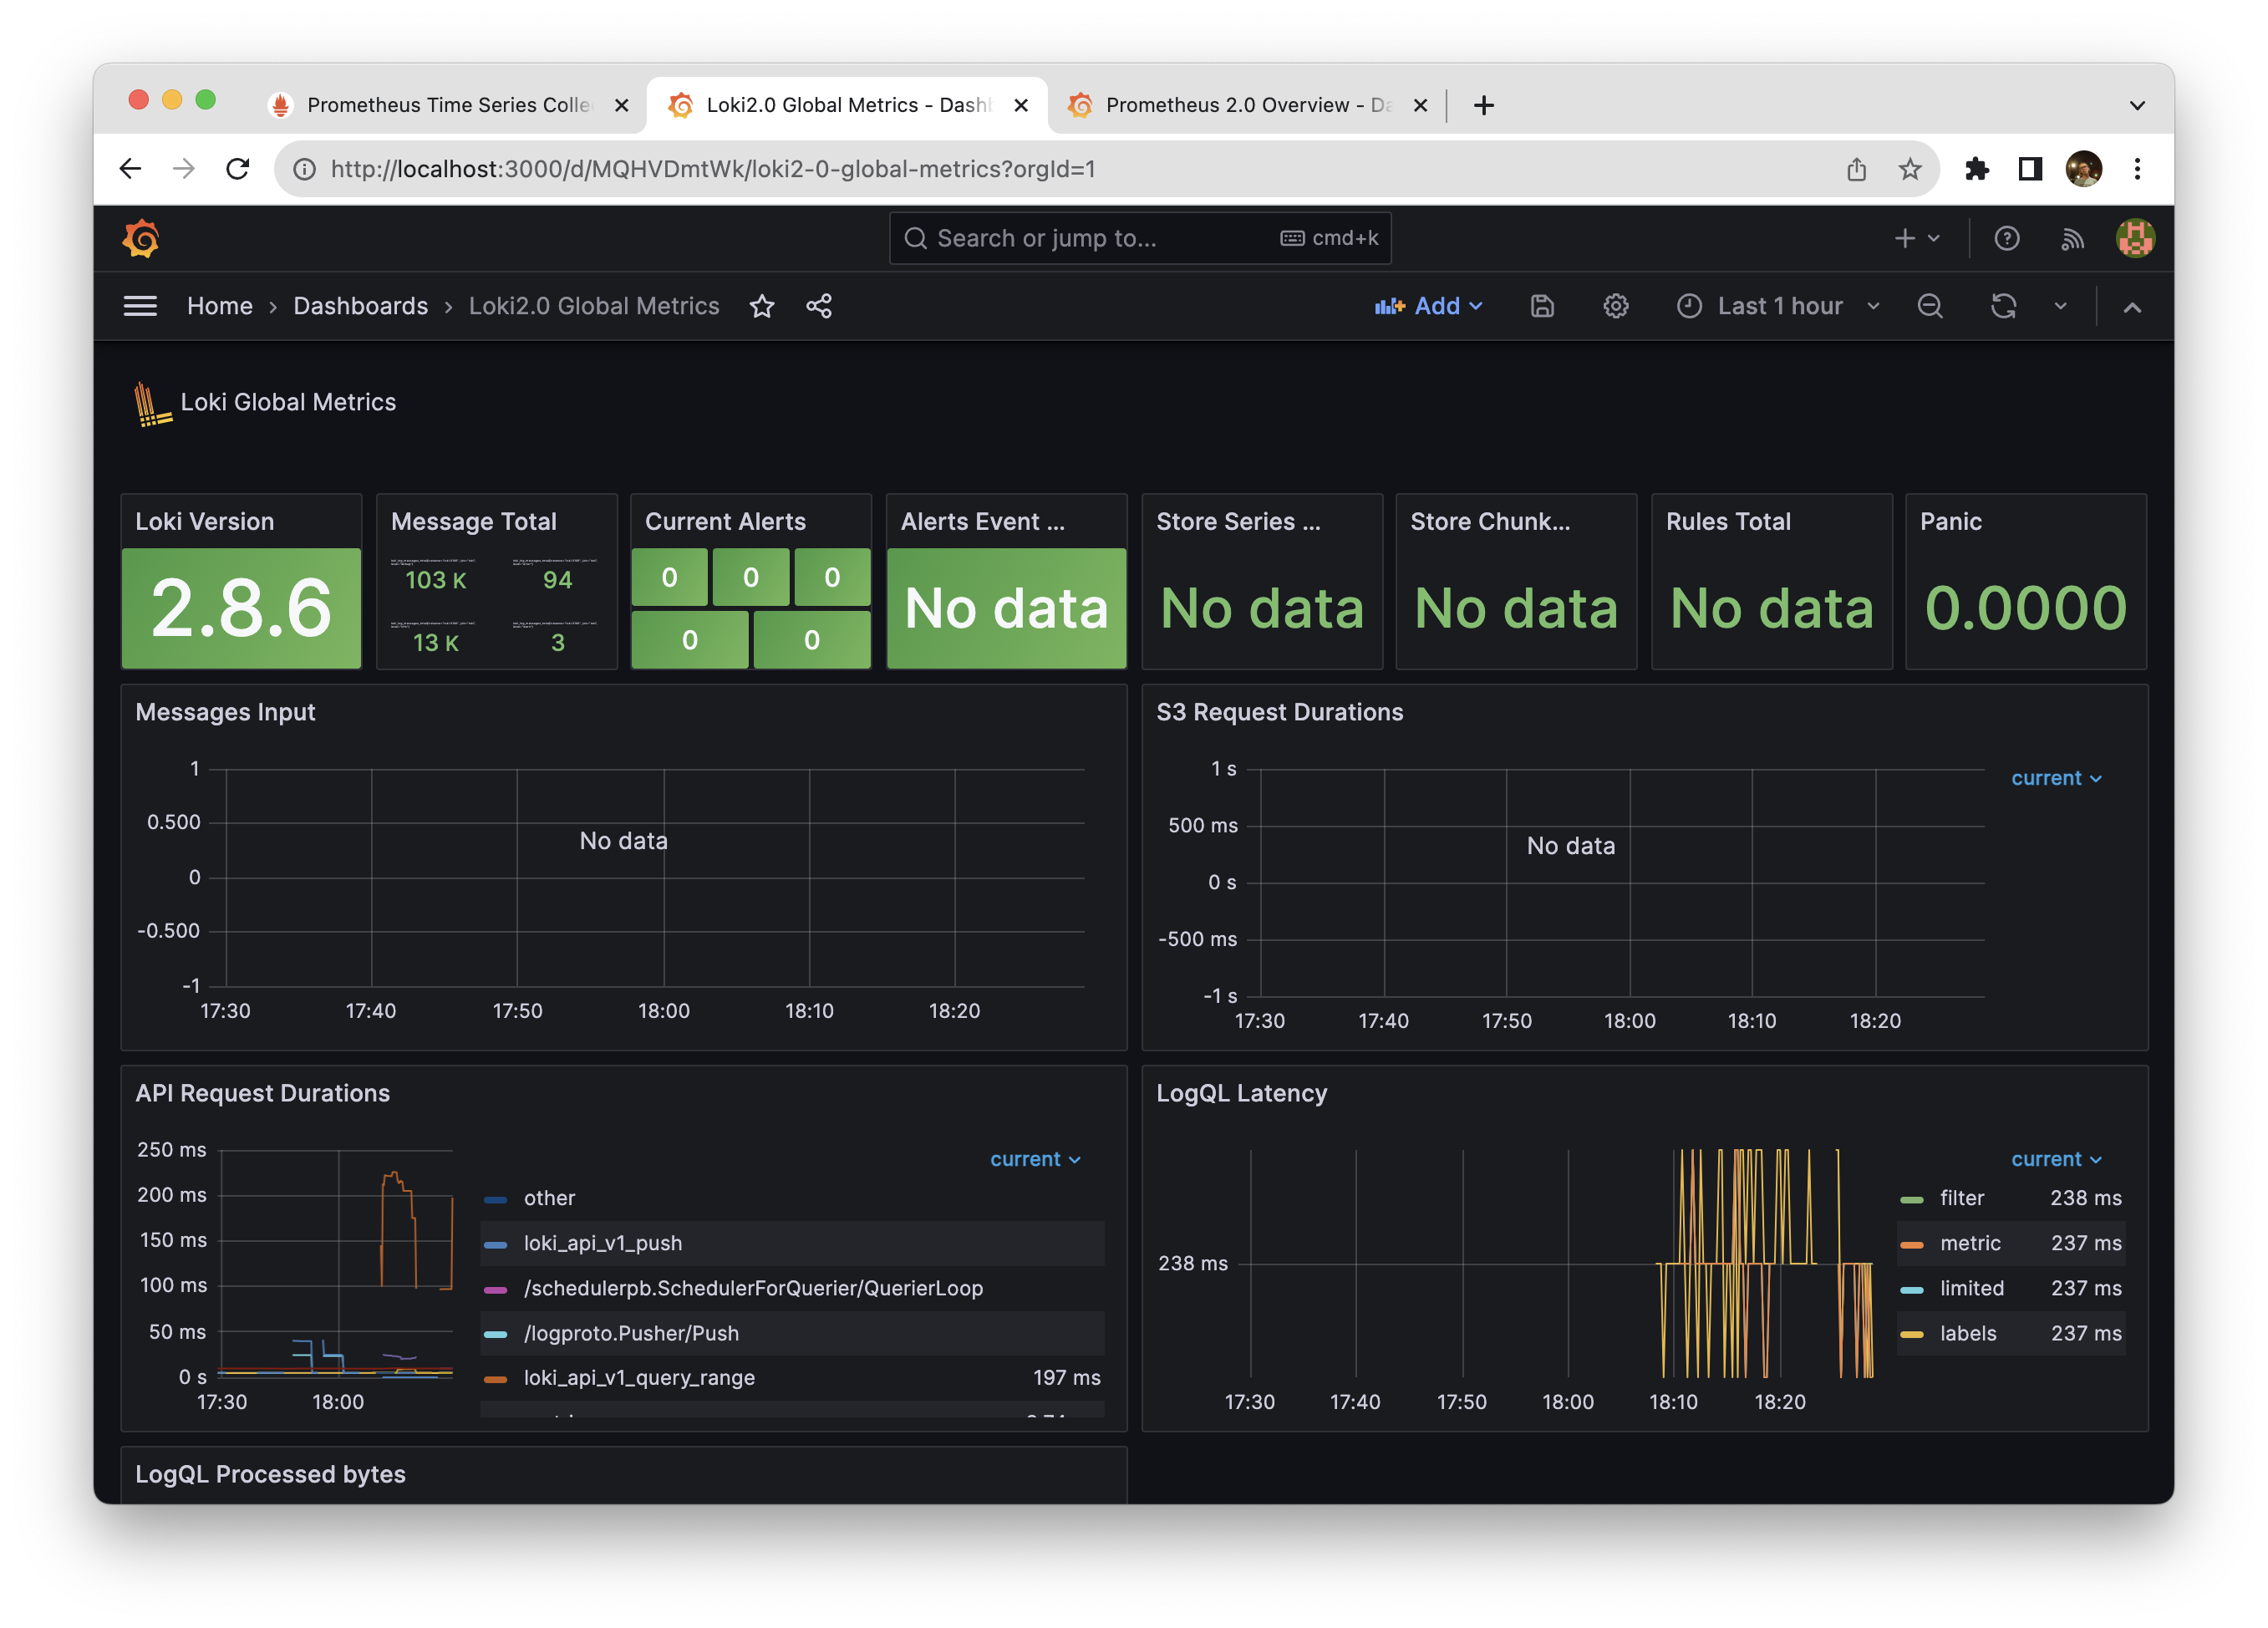 Prometheus Time Series Colle
Loki2.0 Global Metrics - Dashb
Prometheus 2.0 Overview - Da
http://localhost:3000/d/MQHVDmtWk/loki2-0-global-metrics?orgId=1
Search or jump to...
cmd+k
Home › Dashboards › Loki2.0 Global Metrics
Add
Last 1 hour
Loki Global Metrics
Loki Version
2.8.6
Message Total
103 K
94
13 K
3
Current Alerts
0
0
0
0
0
Alerts Event ...
No data
Store Series ...
No data
Store Chunk...
No data
Rules Total
No data
Panic
0.0000
Messages Input
1
0.500
0
-0.500
-1
No data
17:30
17:40
17:50
18:00
18:10
18:20
S3 Request Durations
1 s
500 ms
0 s
-500 ms
-1 s
No data
17:30
17:40
17:50
18:00
18:10
18:20
current
API Request Durations
250 ms
200 ms
150 ms
100 ms
50 ms
0 s
17:30
18:00
current
other
loki_api_v1_push
/schedulerpb.SchedulerForQuerier/QuerierLoop
/logproto.Pusher/Push
loki_api_v1_query_range 197 ms
LogQL Latency
238 ms
17:30
17:40
17:50
18:00
18:10
18:20
current
filter 238 ms
metric 237 ms
limited 237 ms
labels 237 ms
LogQL Processed bytes